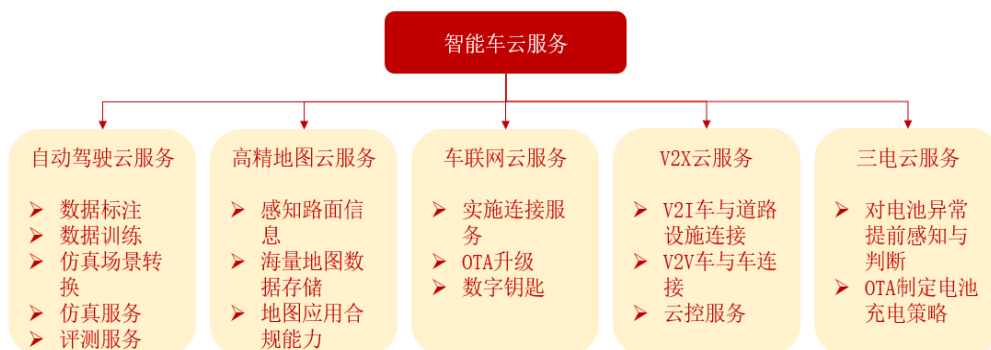 智能车云服务
自动驾驶云服务
数据标注
数据训练
仿真场景转
换
仿真服务
评测服务
高精地图云服务
感知路面信
息
海量地图数
据存储
地图应用合
规能力
车联网云服务
实施连接服
务
OTA升级
数字钥匙
V2X云服务
V2I车与道路
设施连接
V2V车与车连
接
云控服务
三电云服务
对电池异常
提前感知与
判断
OTA制定电池
充电策略